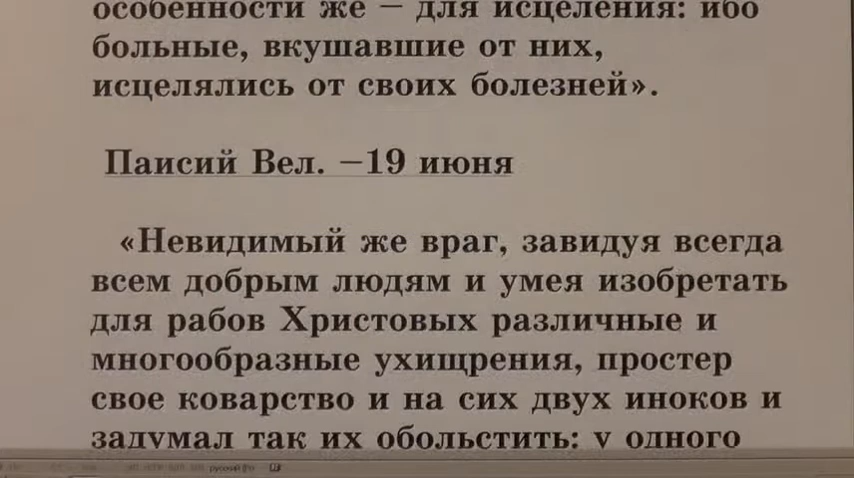 особенности же – для исцеления: ибо
больные, вкушавшие от них,
исцелялись от своих болезней».
Паисий Вел. –19 июня
«Невидимый же враг, завидуя всегда
всем добрым людям и умея изобретать
для рабов Христовых различные и
многообразные ухищрения, простер
свое коварство и на сих двух иноков и
задумал так их обольстить: у одного
русский